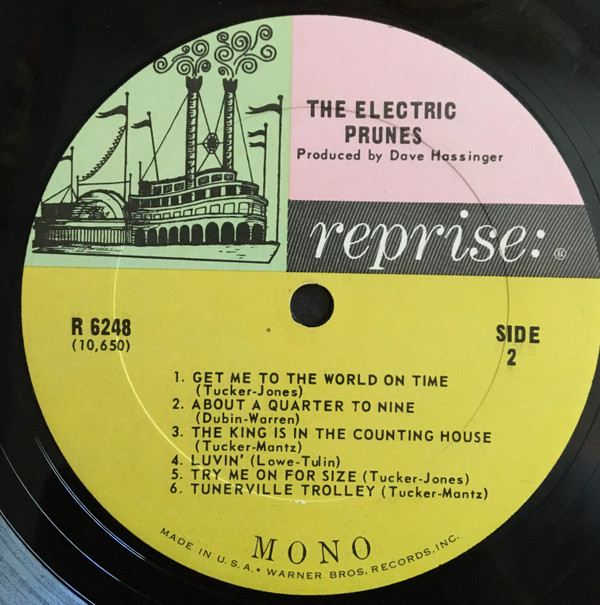 THE ELECTRIC
PRUNES
Produced by Dave Hassinger
reprise:®
R 6248
(10,650)
SIDE
2
1. GET ME TO THE WORLD ON TIME
(Tucker-Jones)
2. ABOUT A QUARTER TO NINE
(Dubin-Warren)
3. THE KING IS IN THE COUNTING HOUSE
(Tucker-Mantz)
4. LUVIN' (Lowe-Tulin)
5. TRY ME ON FOR SIZE (Tucker-Jones)
6. TUNERVILLE TROLLEY (Tucker-Mantz)
MONO
MADE IN U.S.A. • WARNER BROS. RECORDS, INC.